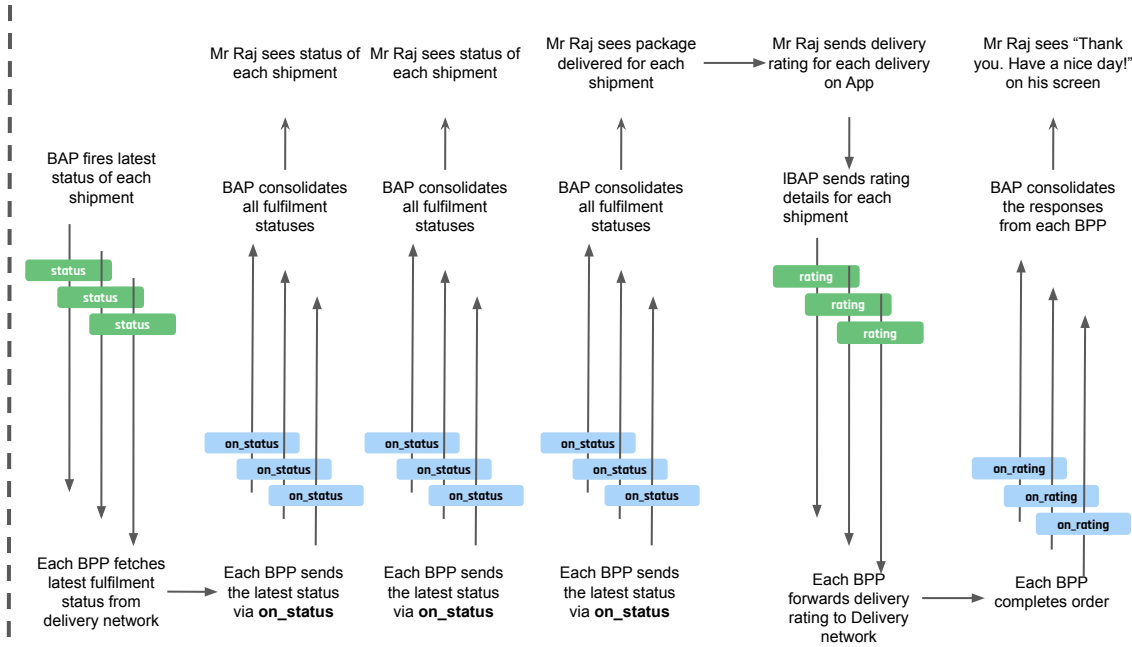 Mr Raj sees status of
each shipment
Mr Raj sees status of
each shipment
Mr Raj sees package
delivered for each
shipment
Mr Raj sends delivery
rating for each delivery
on App
Mr Raj sees “Thank
you. Have a nice day!”
on his screen
BAP fires latest
status of each
shipment
BAP consolidates
all fulfilment
statuses
BAP consolidates
all fulfilment
statuses
BAP consolidates
all fulfilment
statuses
IBAP sends rating
details for each
shipment
BAP consolidates
the responses
from each BPP
status
status
status
rating
rating
rating
on_status
on_status
on_status
on_status
on_status
on_status
on_status
on_status
on_status
on_rating
on_rating
on_rating
Each BPP fetches
latest fulfilment
status from
delivery network
Each BPP sends
the latest status
via on_status
Each BPP sends
the latest status
via on_status
Each BPP sends
the latest status
via on_status
Each BPP
forwards delivery
rating to Delivery
network
Each BPP
completes order